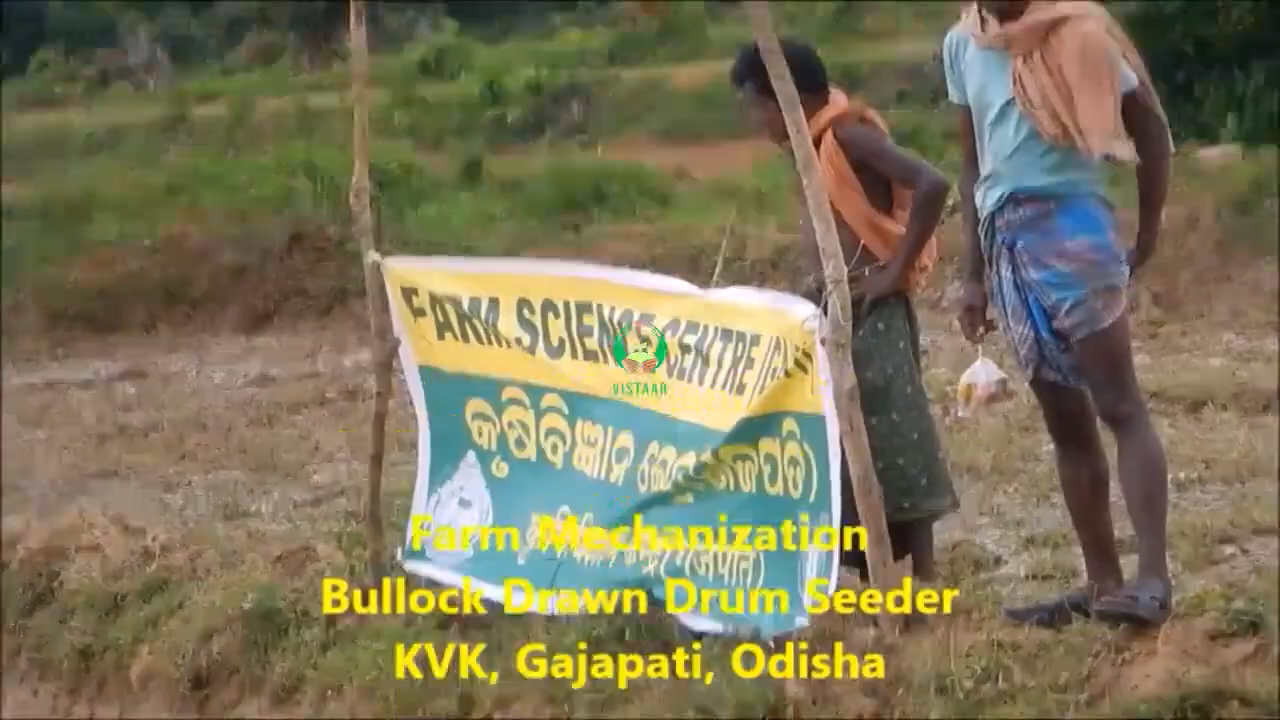 FARM SCIENCE CENTRE
VISTAAR
କୃଷି ବିଜ୍ଞାନ
Farm Mechanization
Bullock Drawn Drum Seeder
KVK, Gajapati, Odisha